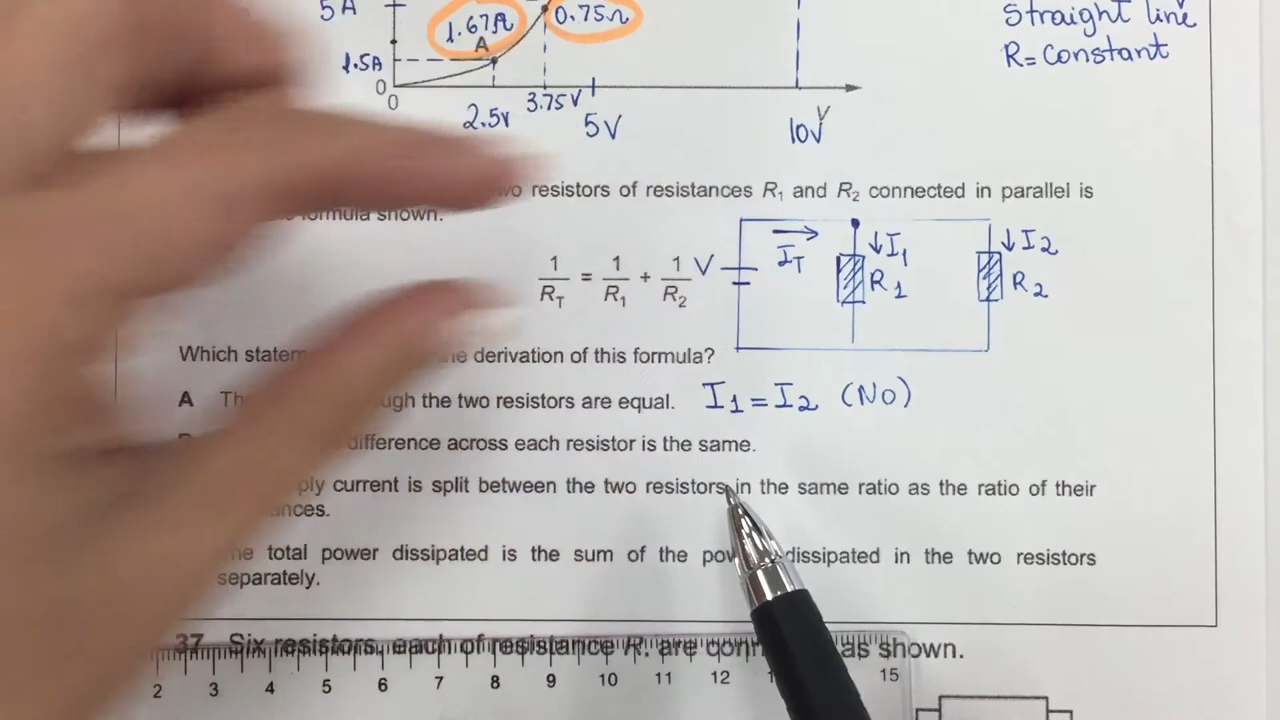 5A
1.67Ω
0.75Ω
A
1.5A
0
0
2.5V
3.75V
5V
10V
V
Straight line
R=Constant
resistors of resistances R1 and R2 connected in parallel is
formula shown.
1/RT = 1/R1 + 1/R2
V
IT
I1
R1
I2
R2
Which derivation of this formula?
A the two resistors are equal. I1=I2 (No)
difference across each resistor is the same.
current is split between the two resistors in the same ratio as the ratio of their
total power dissipated is the sum of the dissipated in the two resistors
separately.
37 Six resistors, each of resistance R, are as shown.
2 3 4 5 6 7 8 9 10 11 12 15